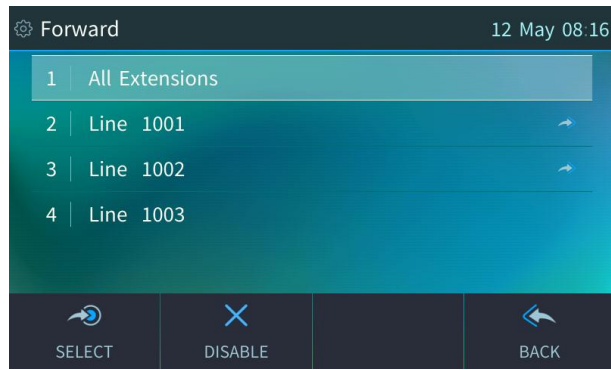 Forward 12 May 08:16
1 All Extensions
2 Line 1001
3 Line 1002
4 Line 1003
SELECT DISABLE BACK